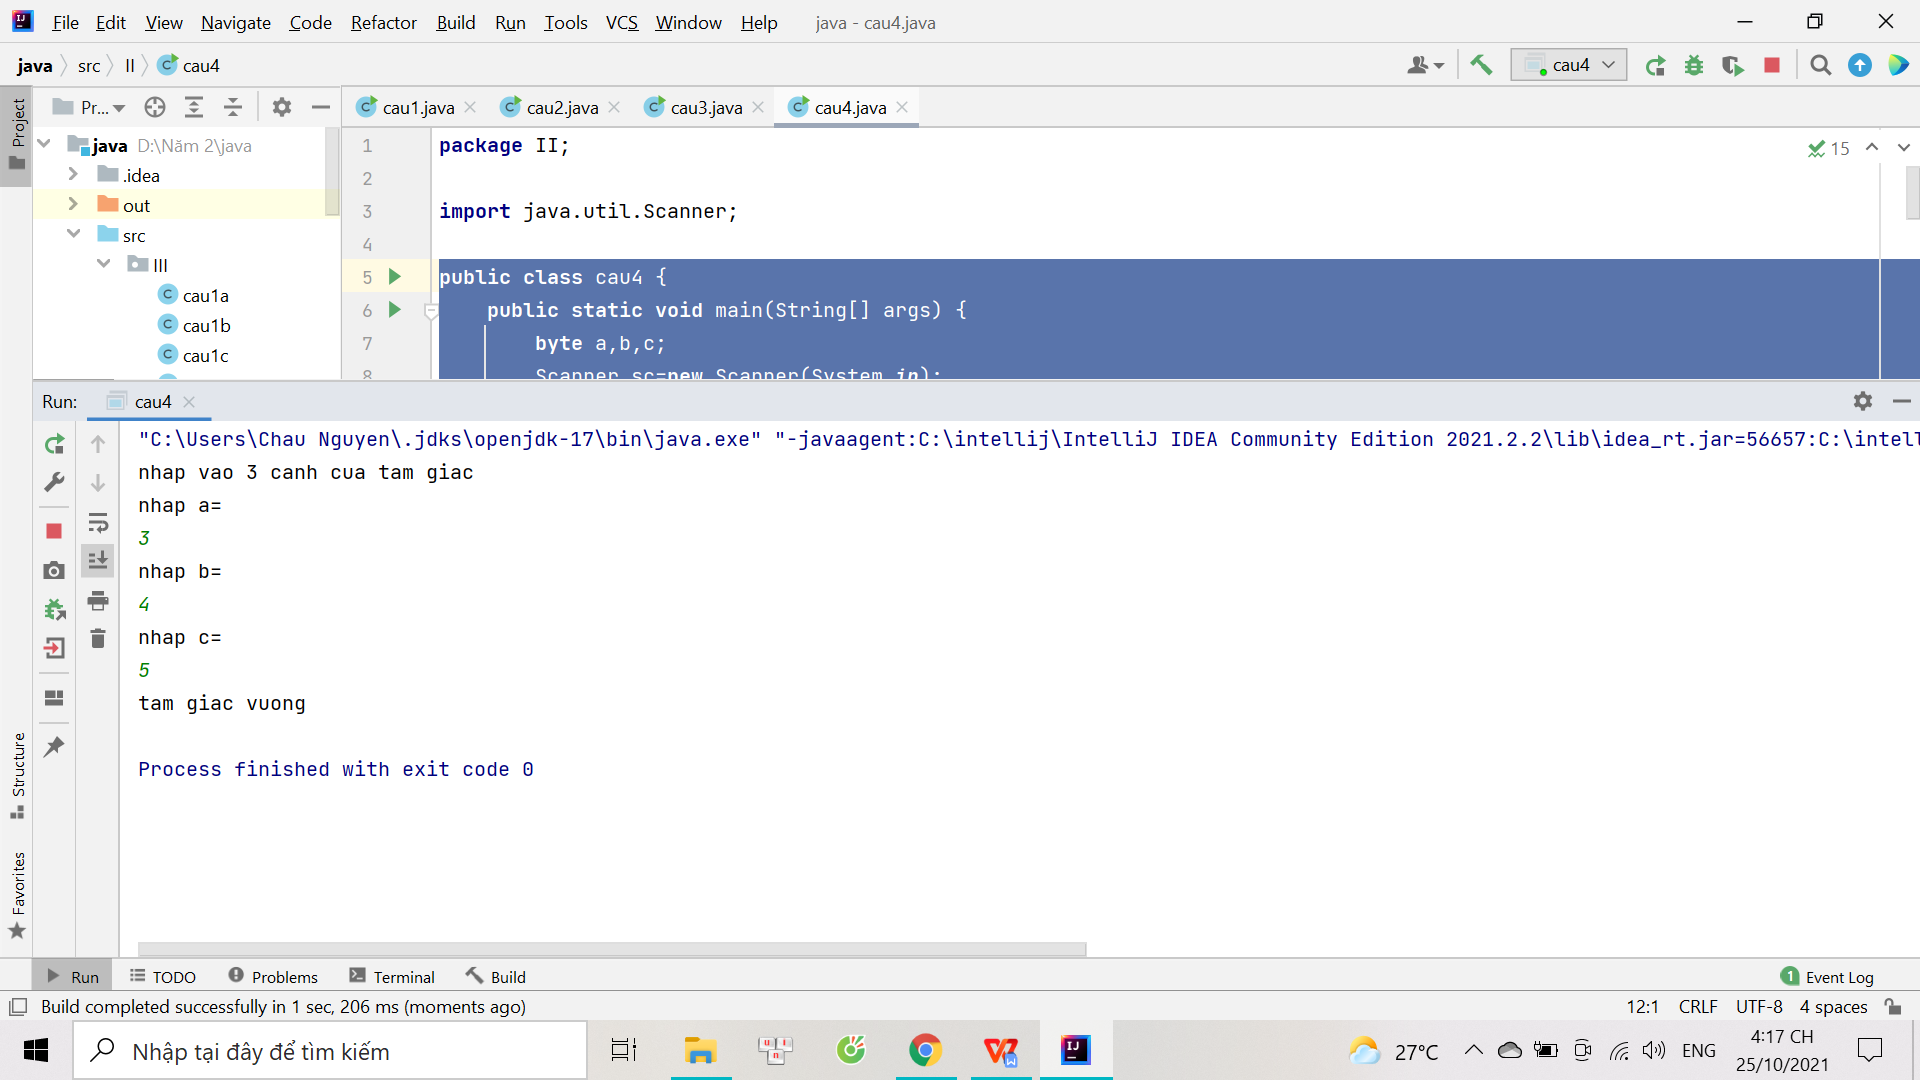 File Edit View Navigate Code Refactor Build Run Tools VCS Window Help java - cau4.java
java src II cau4
cau4
Project
Pr...
cau1.java cau2.java cau3.java cau4.java
java D:\Năm 2\java
.idea
out
src
III
cau1a
cau1b
cau1c
1 package II;
2
3 import java.util.Scanner;
4
5 public class cau4 {
6 public static void main(String[] args) {
7 byte a,b,c;
8 Scanner sc=new Scanner(System.in);
15
Run: cau4
"C:\Users\Chau Nguyen\.jdks\openjdk-17\bin\java.exe" "-javaagent:C:\intellij\IntelliJ IDEA Community Edition 2021.2.2\lib\idea_rt.jar=56657:C:\intell
nhap vao 3 canh cua tam giac
nhap a=
3
nhap b=
4
nhap c=
5
tam giac vuong
Process finished with exit code 0
Structure
Favorites
Run TODO Problems Terminal Build
1 Event Log
Build completed successfully in 1 sec, 206 ms (moments ago)
12:1 CRLF UTF-8 4 spaces
Nhập tại đây để tìm kiếm
27°C
ENG
4:17 CH
25/10/2021